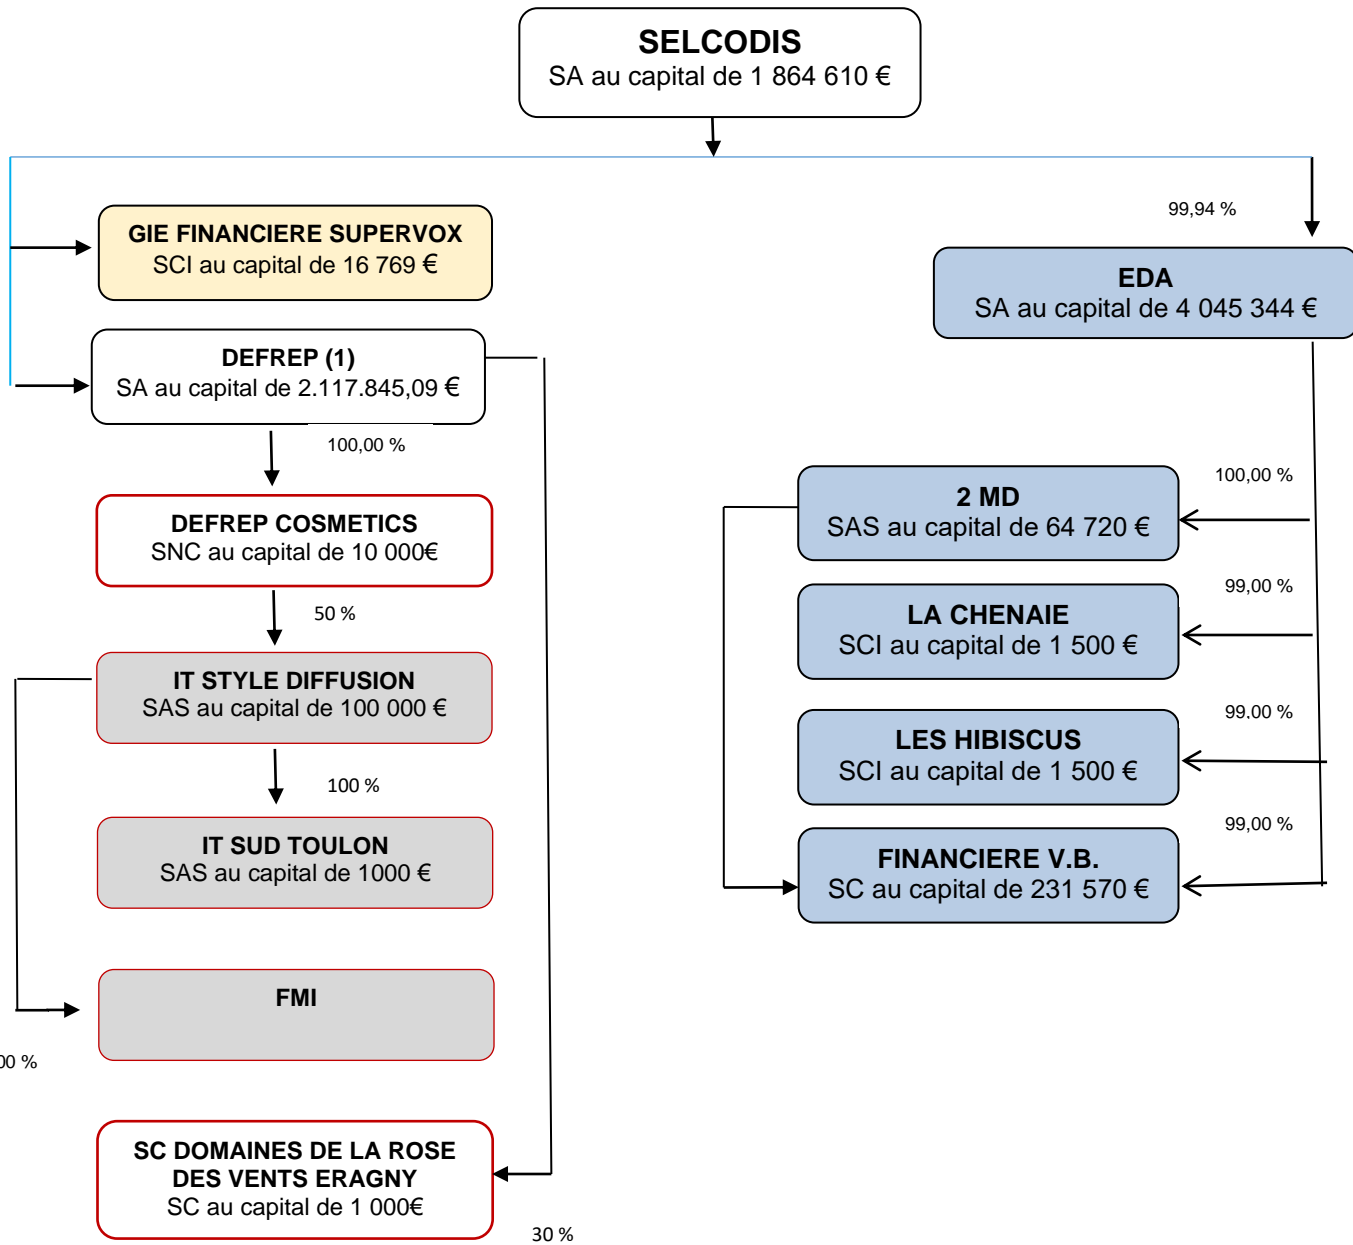 SELCODIS
SA au capital de 1 864 610 €
99,94 %
GIE FINANCIERE SUPERVOX
SCI au capital de 16 769 €
EDA
SA au capital de 4 045 344 €
DEFREP (1)
SA au capital de 2.117.845,09 €
100,00 %
DEFREP COSMETICS
SNC au capital de 10 000€
50 %
IT STYLE DIFFUSION
SAS au capital de 100 000 €
100 %
IT SUD TOULON
SAS au capital de 1000 €
FMI
00 %
SC DOMAINES DE LA ROSE
DES VENTS ERAGNY
SC au capital de 1 000€
30 %
2 MD
SAS au capital de 64 720 €
100,00 %
LA CHENAIE
SCI au capital de 1 500 €
99,00 %
LES HIBISCUS
SCI au capital de 1 500 €
99,00 %
FINANCIERE V.B.
SC au capital de 231 570 €
99,00 %